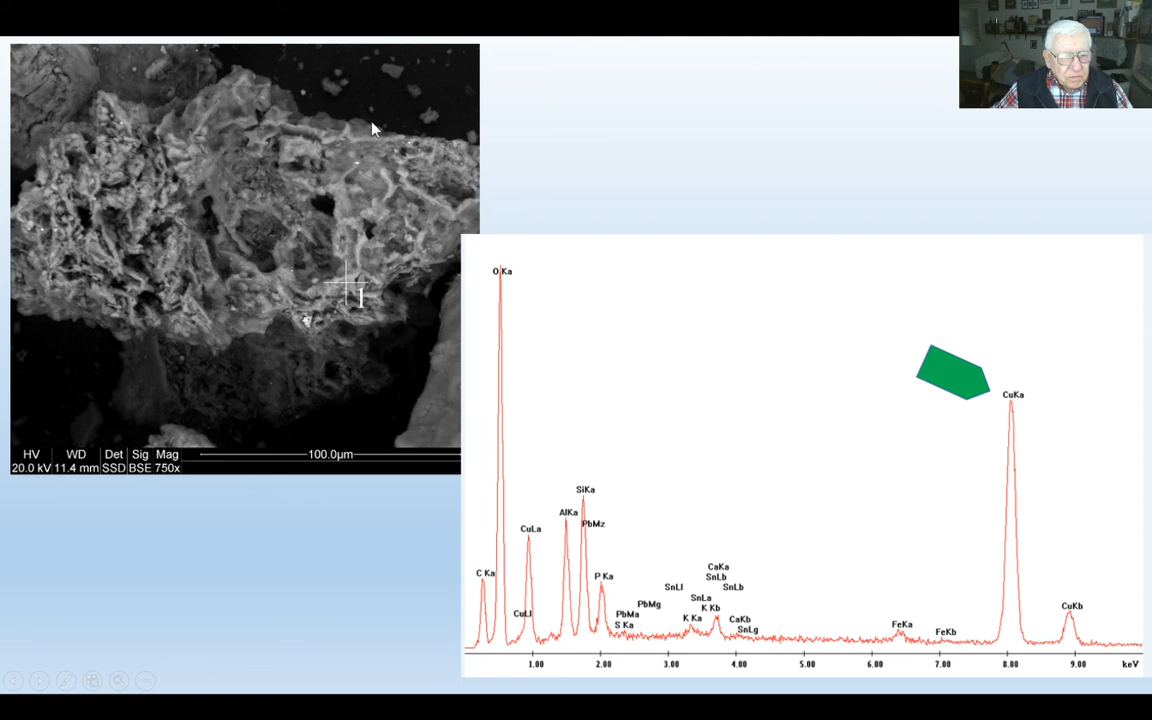 1
HV WD Det Sig Mag 100.0µm
20.0 kV 11.4 mm SSD BSE 750x
O Ka
CuKa
SiKa
AlKa
PbMz
CuLa
C Ka
P Ka
CaKa
SnLb
SnLl
SnLb
SnLa
PbMg
K Kb
CuKb
CuLl
PbMa
K Ka
CaKb
S Ka
SnLg
FeKa
FeKb
1.00 2.00 3.00 4.00 5.00 6.00 7.00 8.00 9.00 keV